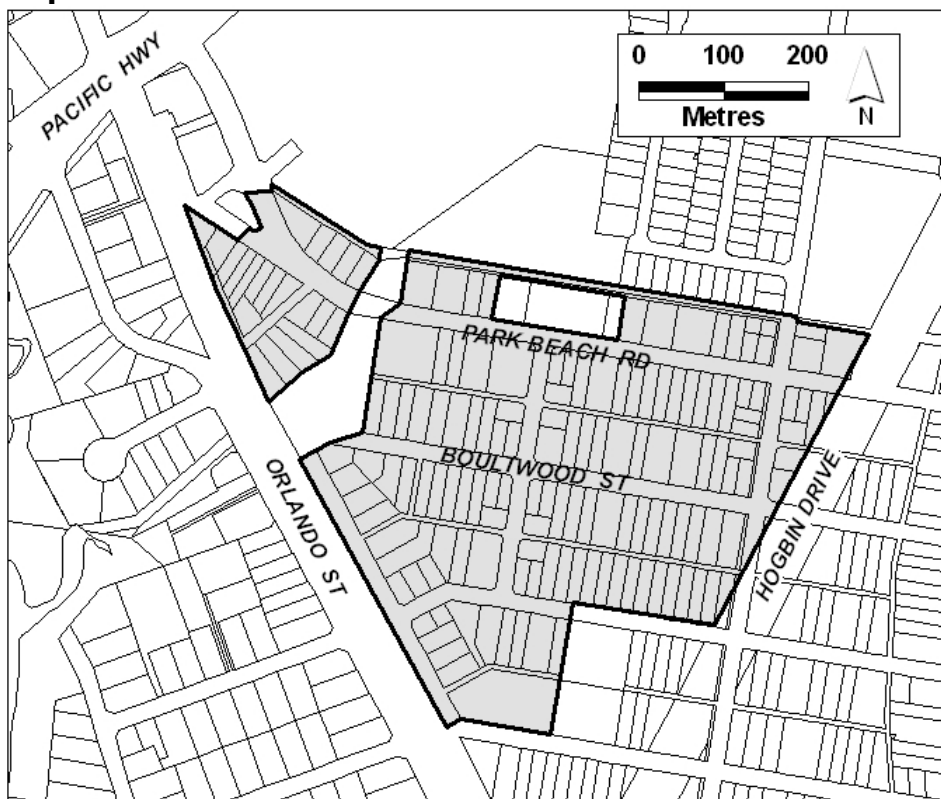 PACIFIC HWY
0 100 200
Metres
N
PARK BEACH RD
BOULTWOOD ST
ORLANDO ST
HOGBIN DRIVE